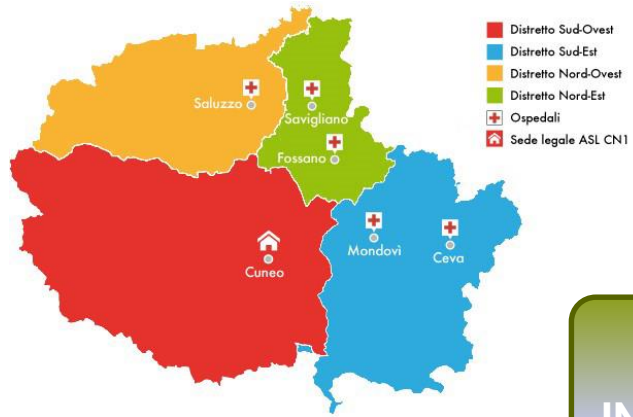 Distretto Sud-Ovest
Distretto Sud-Est
Distretto Nord-Ovest
Distretto Nord-Est
Ospedali
Sede legale ASL CN1
Saluzzo
Savigliano
Fossano
Mondovì
Ceva
Cuneo
IN